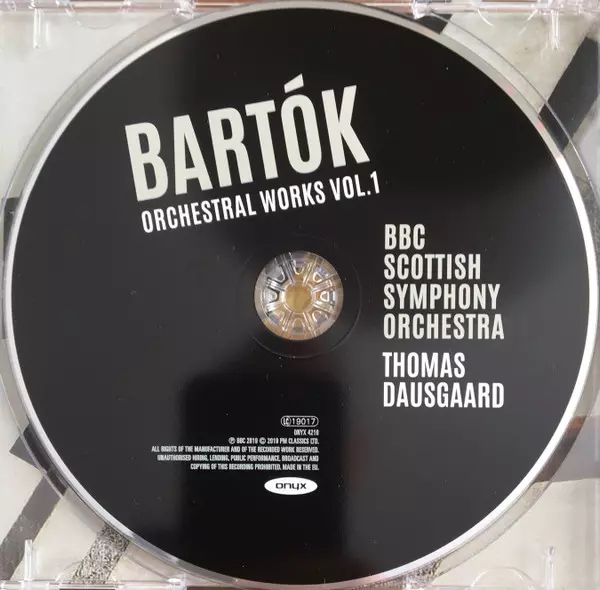 BARTÓK
ORCHESTRAL WORKS VOL.1
BBC
SCOTTISH
SYMPHONY
ORCHESTRA
THOMAS
DAUSGAARD
LC 19017
ONYX 4210
℗ BBC 2019 © 2019 PM CLASSICS LTD.
ALL RIGHTS OF THE MANUFACTURER AND OF THE RECORDED WORK RESERVED.
UNAUTHORISED HIRING, LENDING, PUBLIC PERFORMANCE, BROADCAST AND
COPYING OF THIS RECORDING PROHIBITED. MADE IN THE EU.
onyx